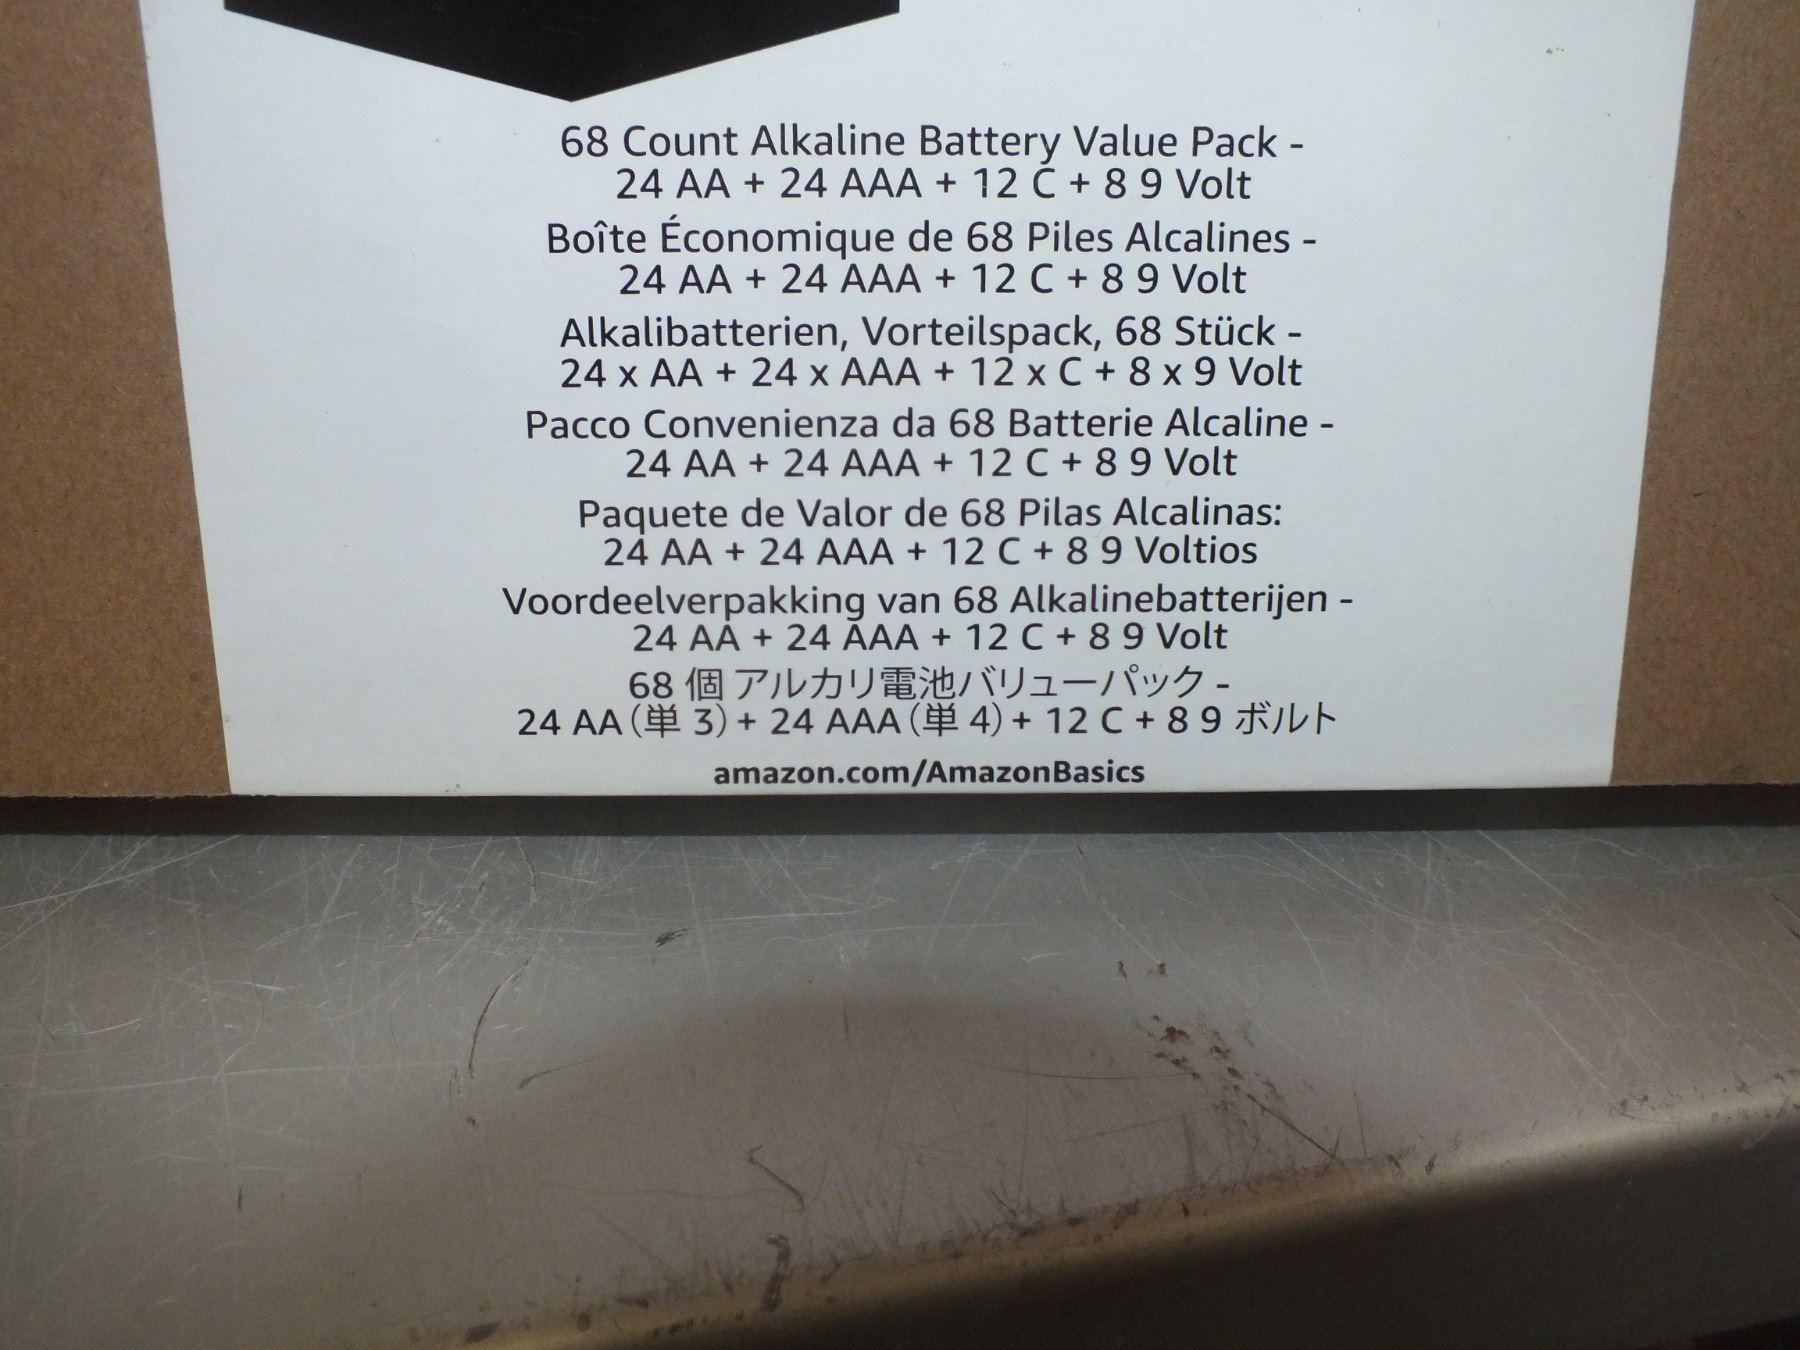 68 Count Alkaline Battery Value Pack -
24 AA + 24 AAA + 12 C + 8 9 Volt
Boîte Économique de 68 Piles Alcalines -
24 AA + 24 AAA + 12 C + 8 9 Volt
Alkalibatterien, Vorteilspack, 68 Stück -
24 x AA + 24 x AAA + 12 x C + 8 x 9 Volt
Pacco Convenienza da 68 Batterie Alcaline -
24 AA + 24 AAA + 12 C + 8 9 Volt
Paquete de Valor de 68 Pilas Alcalinas:
24 AA + 24 AAA + 12 C + 8 9 Voltios
Voordeelverpakking van 68 Alkalinebatterijen -
24 AA + 24 AAA + 12 C + 8 9 Volt
68 個 アルカリ電池バリューパック -
24 AA（単 3）+ 24 AAA（単 4）+ 12 C + 8 9 ボルト
amazon.com/AmazonBasics